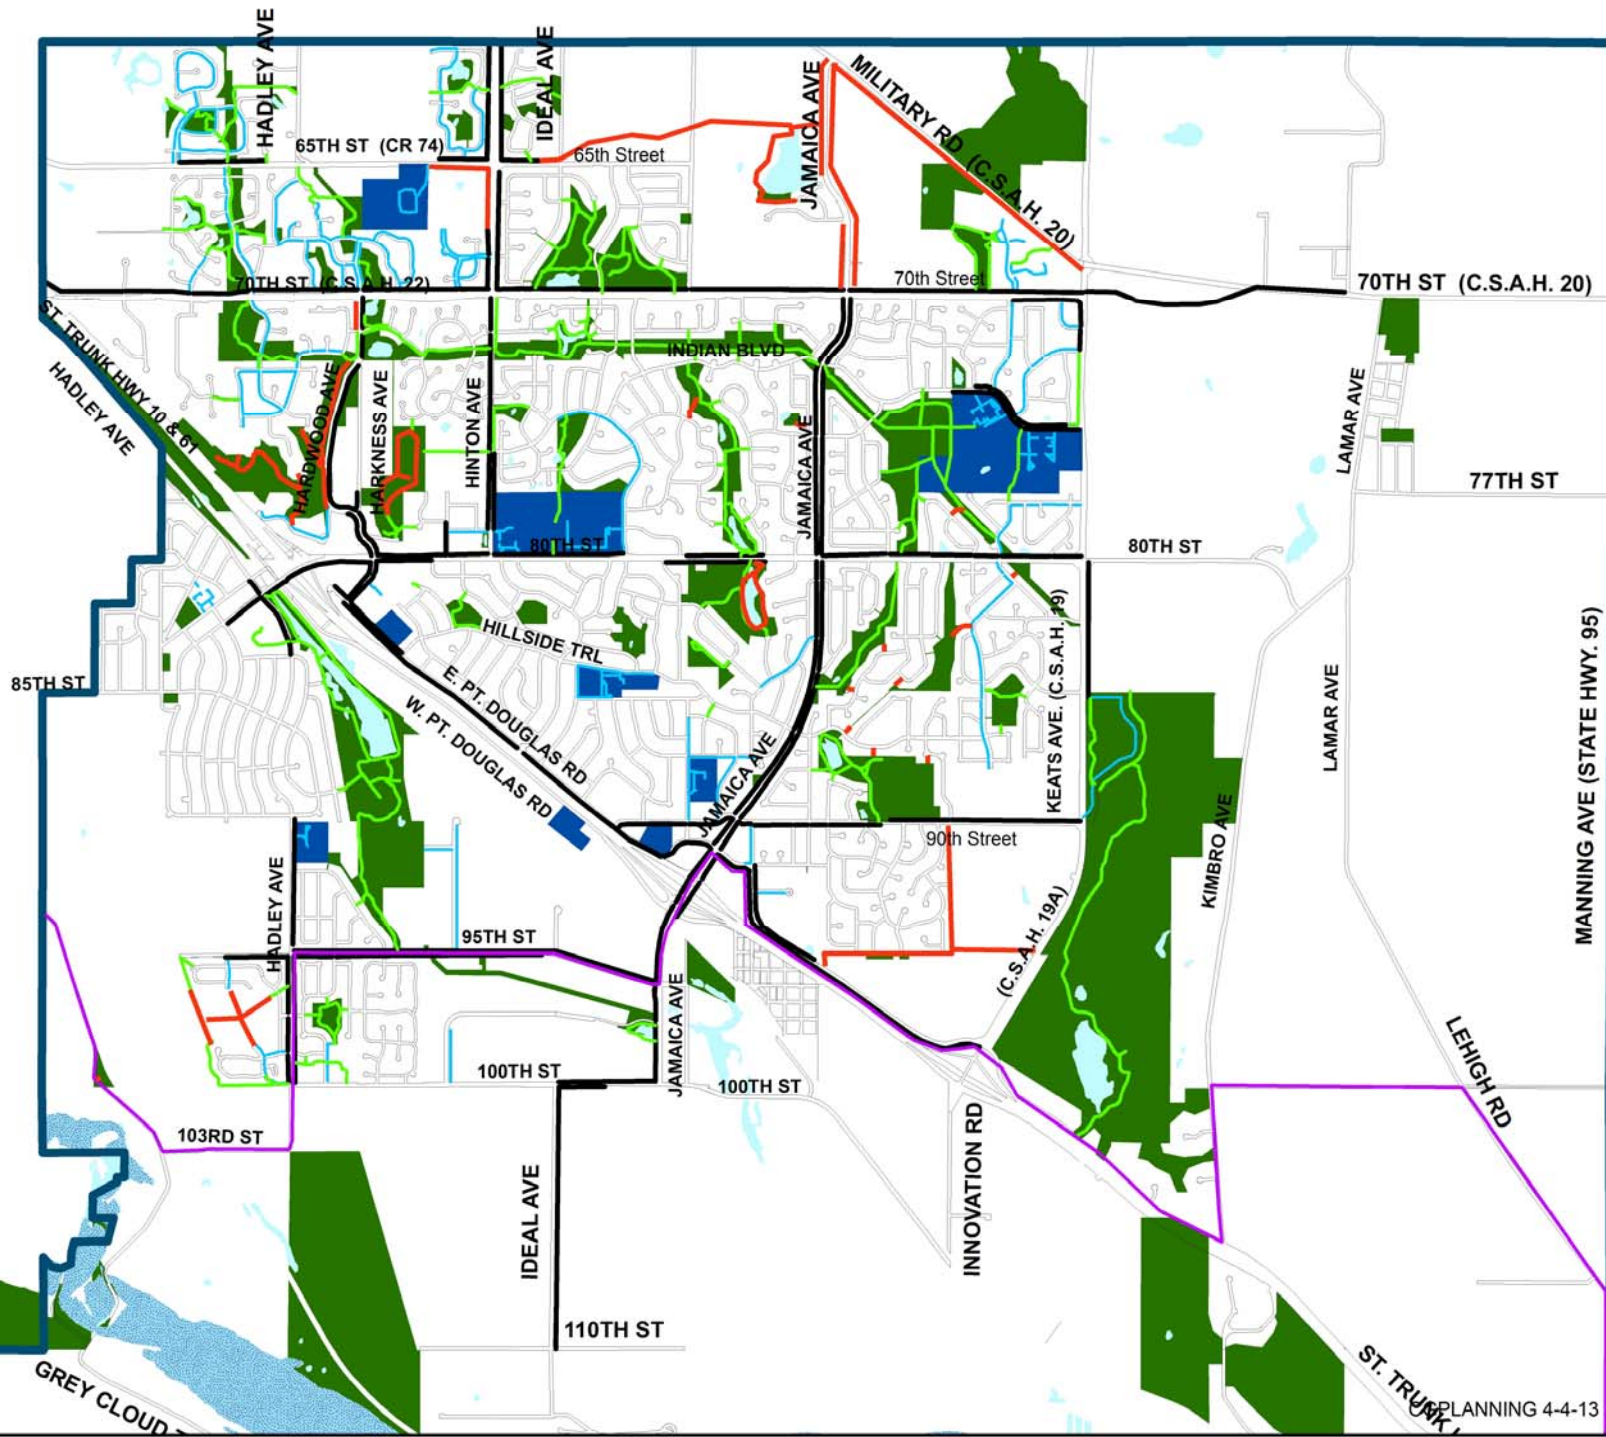 HADLEY AVE
IDEAL AVE
JAMAICA AVE
MILITARY RD (C.S.A.H. 20)
65TH ST (CR 74)
65th Street
70TH ST (C.S.A.H. 22)
70th Street
70TH ST (C.S.A.H. 20)
ST. TRUNK HWY 10 & 61
HADLEY AVE
INDIAN BLVD
HARDWOOD AVE
HARKNESS AVE
HINTON AVE
JAMAICA AVE
LAMAR AVE
77TH ST
80TH ST
80TH ST
HILLSIDE TRL
KEATS AVE. (C.S.A.H. 19)
MANNING AVE (STATE HWY. 95)
85TH ST
E. PT. DOUGLAS RD
W. PT. DOUGLAS RD
LAMAR AVE
JAMAICA AVE
90th Street
KIMBRO AVE
HADLEY AVE
(C.S.A.H. 19A)
95TH ST
JAMAICA AVE
LEHIGH RD
100TH ST
100TH ST
103RD ST
IDEAL AVE
INNOVATION RD
110TH ST
GREY CLOUD
ST. TRUNK
PLANNING 4-4-13